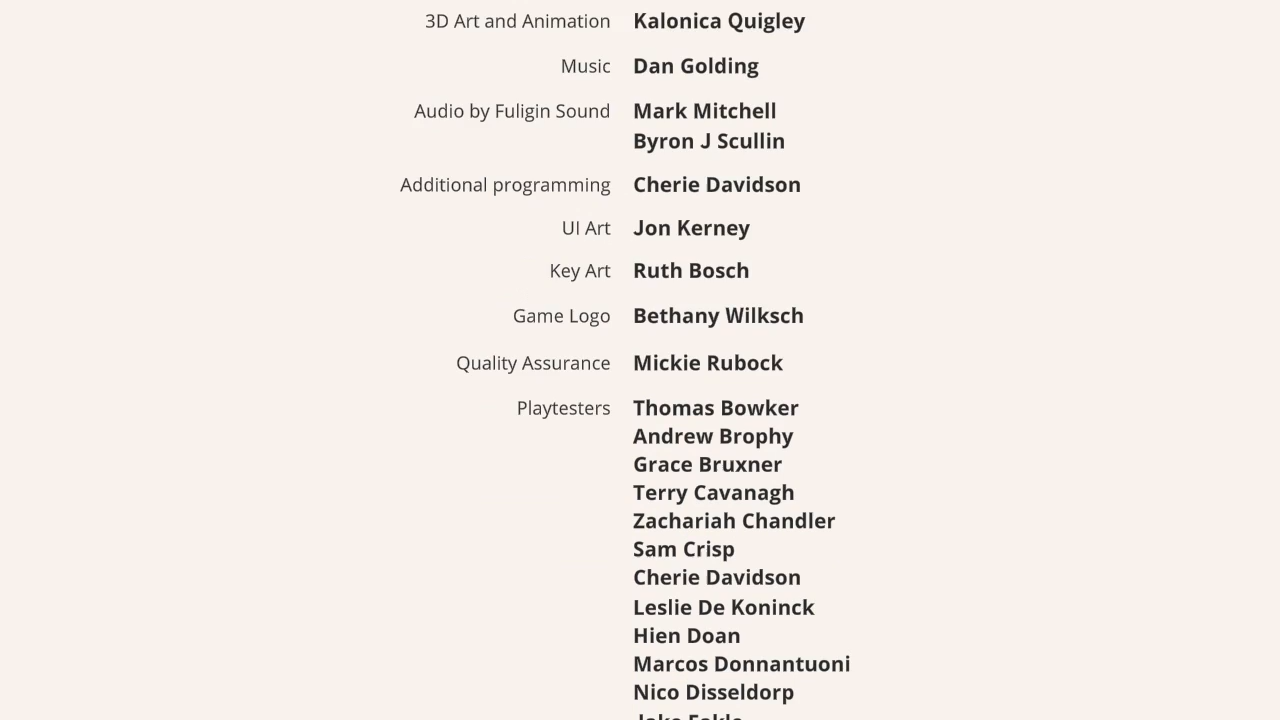 3D Art and Animation Kalonica Quigley
Music Dan Golding
Audio by Fuligin Sound Mark Mitchell
Byron J Scullin
Additional programming Cherie Davidson
UI Art Jon Kerney
Key Art Ruth Bosch
Game Logo Bethany Wilksch
Quality Assurance Mickie Rubock
Playtesters Thomas Bowker
Andrew Brophy
Grace Bruxner
Terry Cavanagh
Zachariah Chandler
Sam Crisp
Cherie Davidson
Leslie De Koninck
Hien Doan
Marcos Donnantuoni
Nico Disseldorp